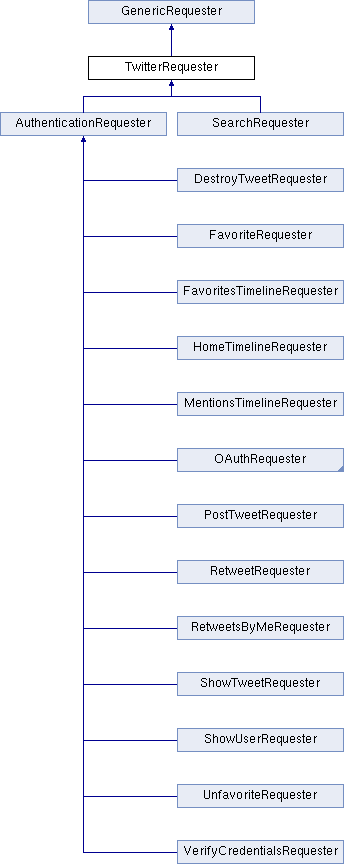 GenericRequester
TwitterRequester
AuthenticationRequester
SearchRequester
DestroyTweetRequester
FavoriteRequester
FavoritesTimelineRequester
HomeTimelineRequester
MentionsTimelineRequester
OAuthRequester
PostTweetRequester
RetweetRequester
RetweetsByMeRequester
ShowTweetRequester
ShowUserRequester
UnfavoriteRequester
VerifyCredentialsRequester